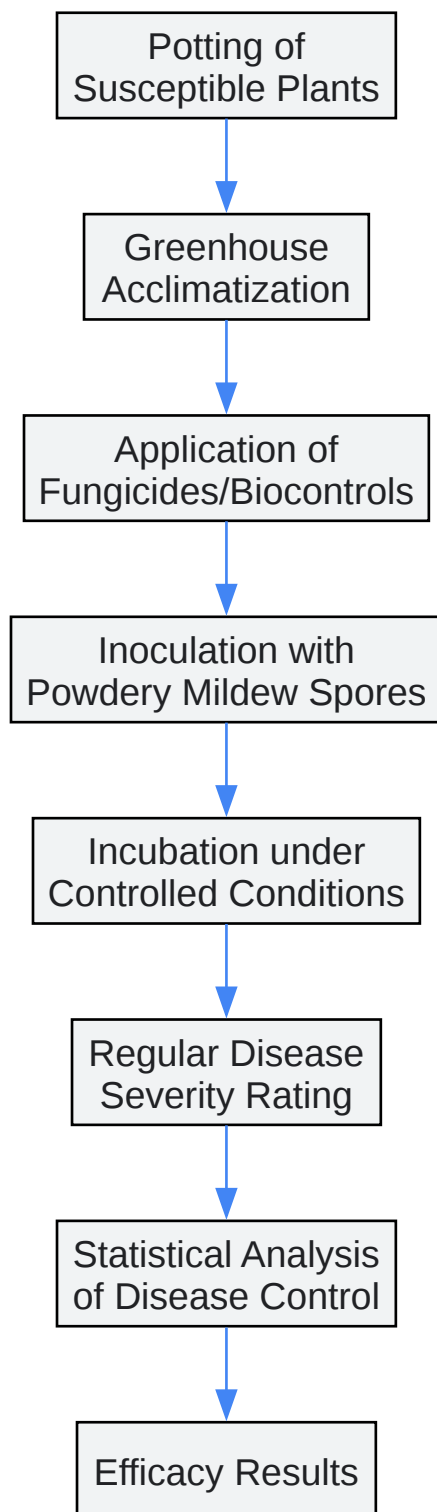 Potting of
Susceptible Plants
Greenhouse
Acclimatization
Application of
Fungicides/Biocontrols
Inoculation with
Powdery Mildew Spores
Incubation under
Controlled Conditions
Regular Disease
Severity Rating
Statistical Analysis
of Disease Control
Efficacy Results